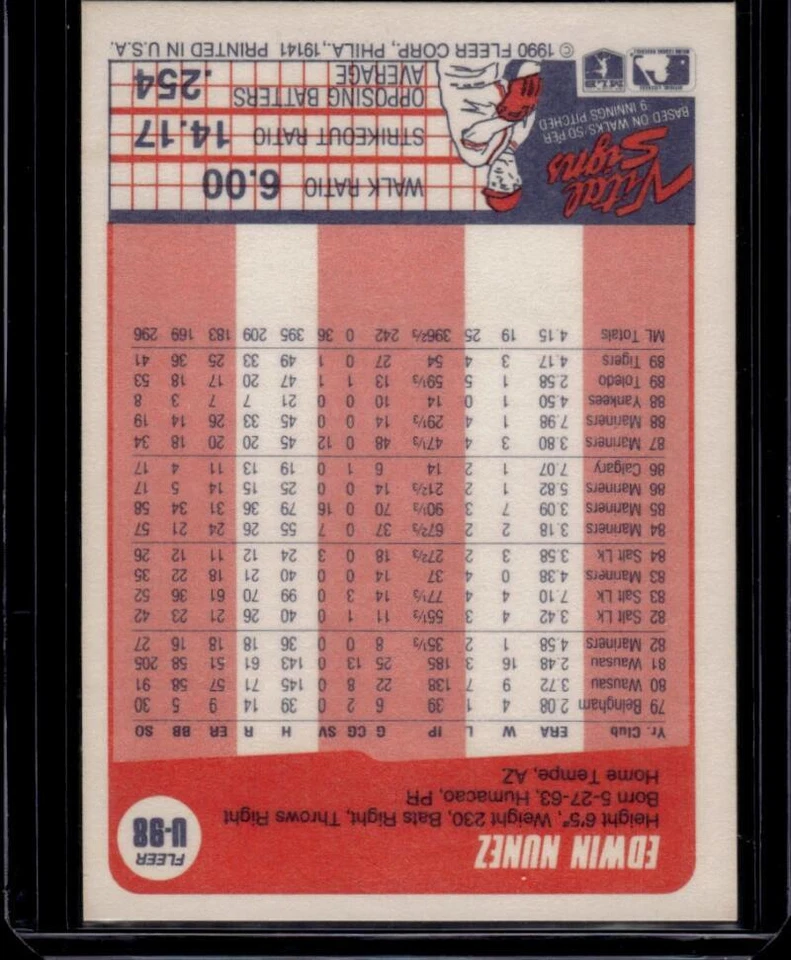 FLEER
U-98
EDWIN NUNEZ
Height 6'5", Weight 230, Bats Right, Throws Right
Born 5-27-63, Humacao, PR
Home Tempe, AZ
Yr. Club ERA W L IP G CG SV H R ER BB SO
79 Belingham 2.08 4 1 39 6 2 0 39 14 9 5 30
80 Wausau 3.72 9 7 138 22 8 0 145 71 57 58 91
81 Wausau 2.48 16 3 185 25 13 0 143 61 51 58 205
82 Mariners 4.58 1 2 35⅓ 8 0 0 36 18 18 16 27
82 Salt Lk 3.42 4 3 55⅓ 11 1 0 40 26 21 23 42
83 Salt Lk 7.10 4 4 77⅓ 14 3 0 99 70 61 36 52
83 Mariners 4.38 0 4 37 14 0 0 40 21 18 22 35
84 Salt Lk 3.58 3 2 27⅔ 18 0 3 24 12 11 12 26
84 Mariners 3.18 2 2 67⅔ 37 0 7 55 26 24 21 57
85 Mariners 3.09 7 3 90⅓ 70 0 16 79 36 31 34 58
86 Mariners 5.82 1 2 21⅔ 14 0 0 25 15 14 5 17
86 Calgary 7.07 1 2 14 6 1 0 19 13 11 4 17
87 Mariners 3.80 3 4 47⅓ 48 0 12 45 20 20 18 34
88 Mariners 7.98 1 4 29⅓ 14 0 0 45 33 26 14 19
88 Yankees 4.50 1 0 14 10 0 0 21 7 7 3 8
89 Toledo 2.58 1 5 59⅓ 13 1 1 47 20 17 18 53
89 Tigers 4.17 3 4 54 27 0 1 49 33 25 36 41
ML Totals 4.15 19 25 396⅔ 242 0 36 395 209 183 169 296
Vital
Signs
BASED ON WALKS-SO PER
9 INNINGS PITCHED
WALK RATIO 6.00
STRIKEOUT RATIO 14.17
OPPOSING BATTERS
AVERAGE .254
© 1990 FLEER CORP., PHILA., 19141 PRINTED IN U.S.A.